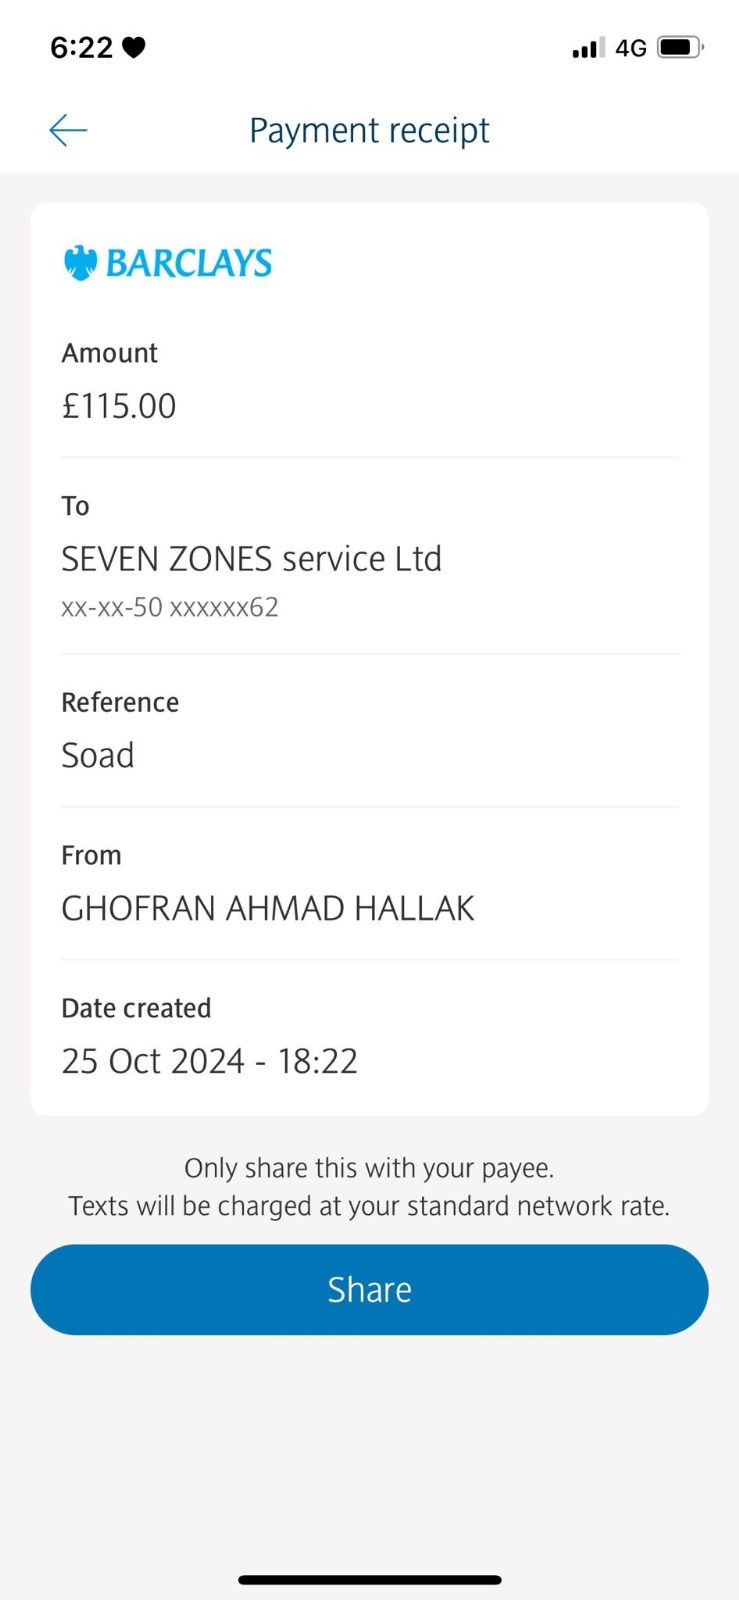 6:22
4G
Payment receipt
BARCLAYS
Amount
£115.00
To
SEVEN ZONES service Ltd
xx-xx-50 xxxxxx62
Reference
Soad
From
GHOFRAN AHMAD HALLAK
Date created
25 Oct 2024 - 18:22
Only share this with your payee.
Texts will be charged at your standard network rate.
Share